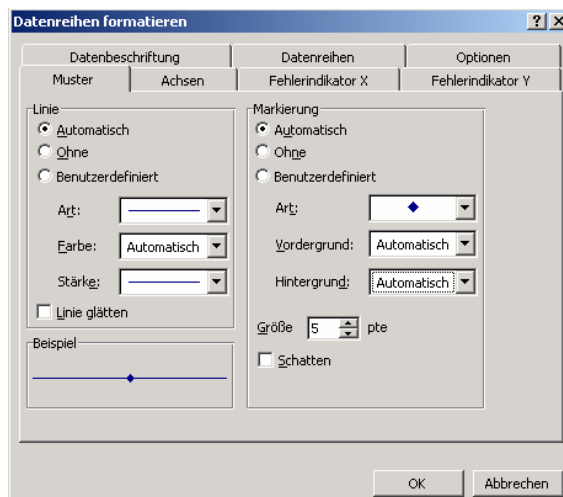 Datenreihen formatieren
Datenbeschriftung Datenreihen Optionen
Muster Achsen Fehlerindikator X Fehlerindikator Y
Linie
Automatisch
Ohne
Benutzerdefiniert
Art:
Farbe: Automatisch
Stärke:
Linie glätten
Beispiel
Markierung
Automatisch
Ohne
Benutzerdefiniert
Art:
Vordergrund: Automatisch
Hintergrund: Automatisch
Größe 5 pte
Schatten
OK Abbrechen